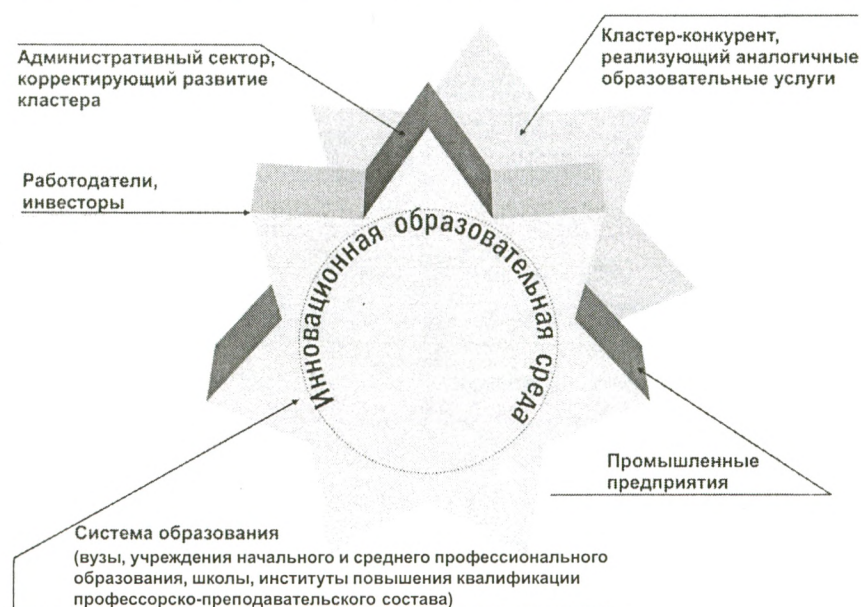 Административный сектор,
корректирующий развитие
кластера
Кластер-конкурент,
реализующий аналогичные
образовательные услуги
Работодатели,
инвесторы
Инновационная образовательная среда
Промышленные
предприятия
Система образования
(вузы, учреждения начального и среднего профессионального
образования, школы, институты повышения квалификации
профессорско-преподавательского состава)